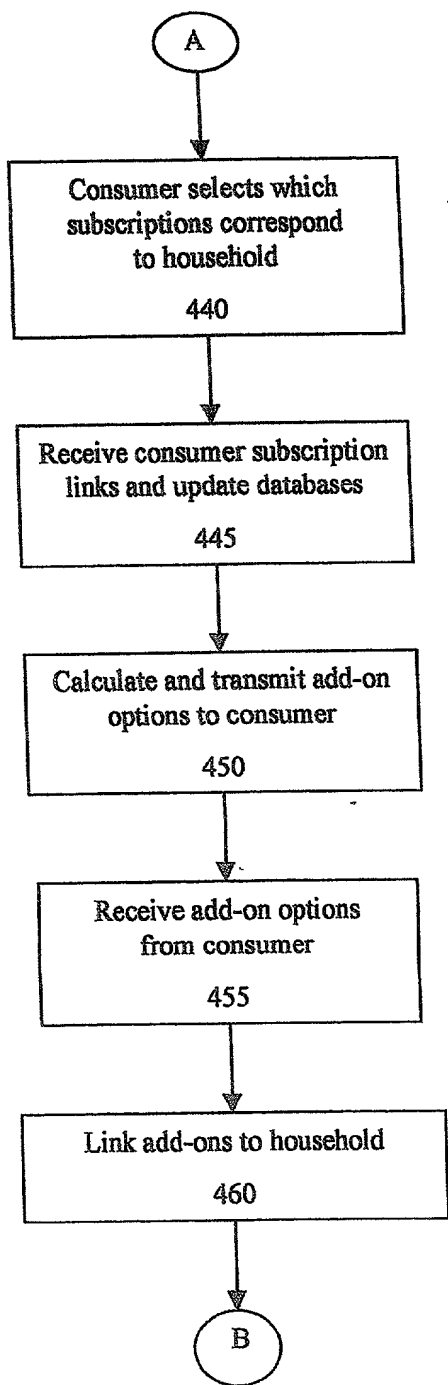 A
Consumer selects which
subscriptions correspond
to household
440
Receive consumer subscription
links and update databases
445
Calculate and transmit add-on
options to consumer
450
Receive add-on options
from consumer
455
Link add-ons to household
460
B